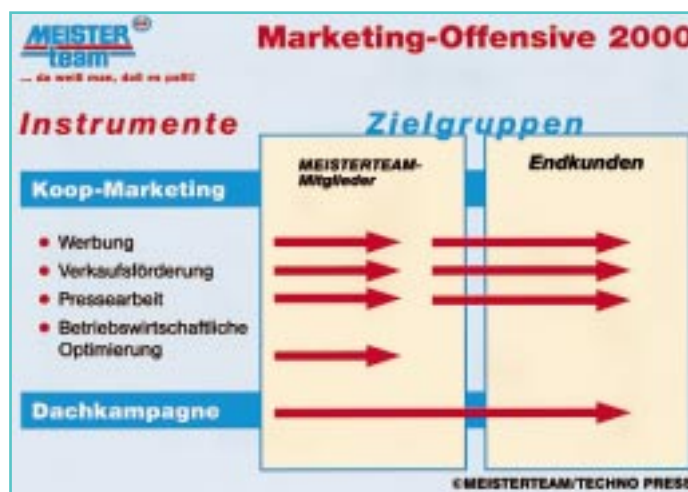 MEISTER
team
... da weiß man, daß es paßt!
Marketing-Offensive 2000
Instrumente
Zielgruppen
MEISTERTEAM-
Mitglieder
Endkunden
Koop-Marketing
• Werbung
• Verkaufsförderung
• Pressearbeit
• Betriebswirtschaftliche
Optimierung
Dachkampagne
©MEISTERTEAM/TECHNO PRESS